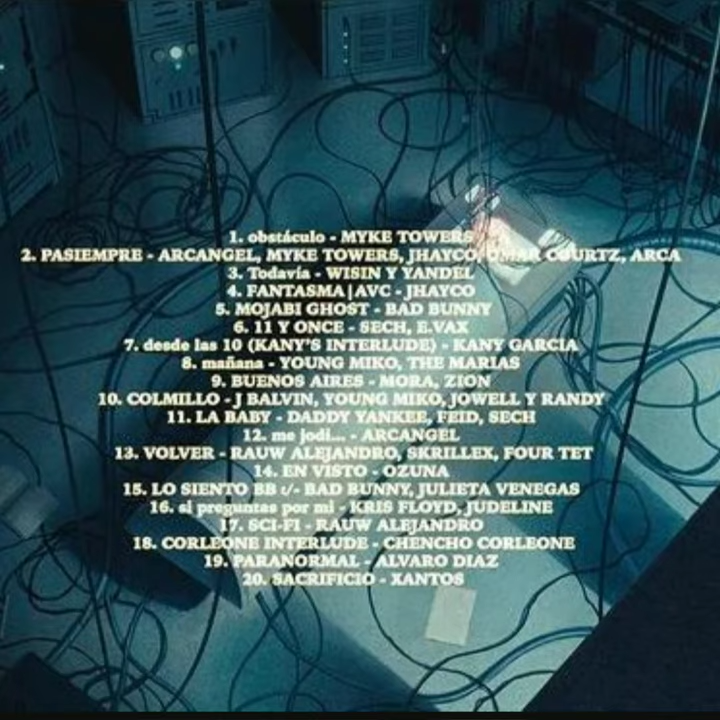 1. obstáculo - MYKE TOWERS
2. PASIEMPRE - ARCANGEL, MYKE TOWERS, JHAYCO, OMAR COURTZ, ARCA
3. Todavía - WISIN Y YANDEL
4. FANTASMA|AVC - JHAYCO
5. MOJABI GHOST - BAD BUNNY
6. 11 Y ONCE - SECH, E.VAX
7. desde las 10 (KANY'S INTERLUDE) - KANY GARCIA
8. mañana - YOUNG MIKO, THE MARIAS
9. BUENOS AIRES - MORA, ZION
10. COLMILLO - J BALVIN, YOUNG MIKO, JOWELL Y RANDY
11. LA BABY - DADDY YANKEE, FEID, SECH
12. me jodí... - ARCANGEL
13. VOLVER - RAUW ALEJANDRO, SKRILLEX, FOUR TET
14. EN VISTO - OZUNA
15. LO SIENTO BB :/- BAD BUNNY, JULIETA VENEGAS
16. si preguntas por mi - KRIS FLOYD, JUDELINE
17. SCI-FI - RAUW ALEJANDRO
18. CORLEONE INTERLUDE - CHENCHO CORLEONE
19. PARANORMAL - ALVARO DIAZ
20. SACRIFICIO - XANTOS